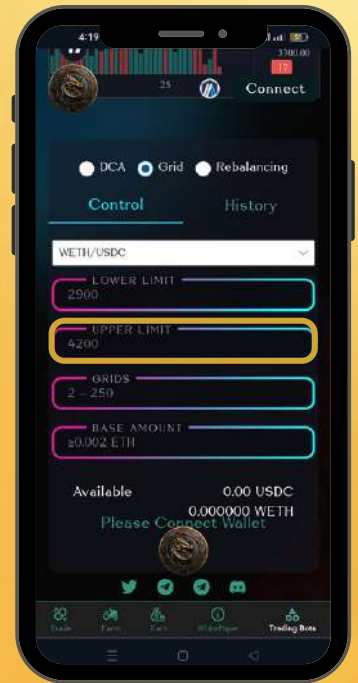 4:19
3300.00
17
25
Connect
DCA Grid Rebalancing
Control History
WETH/USDC
LOWER LIMIT
2900
UPPER LIMIT
4200
GRIDS
2 - 250
BASE AMOUNT
≥0.002 ETH
Available 0.00 USDC
0.000000 WETH
Please Connect Wallet
Trade Farm Earn WhitePaper Trading Bots